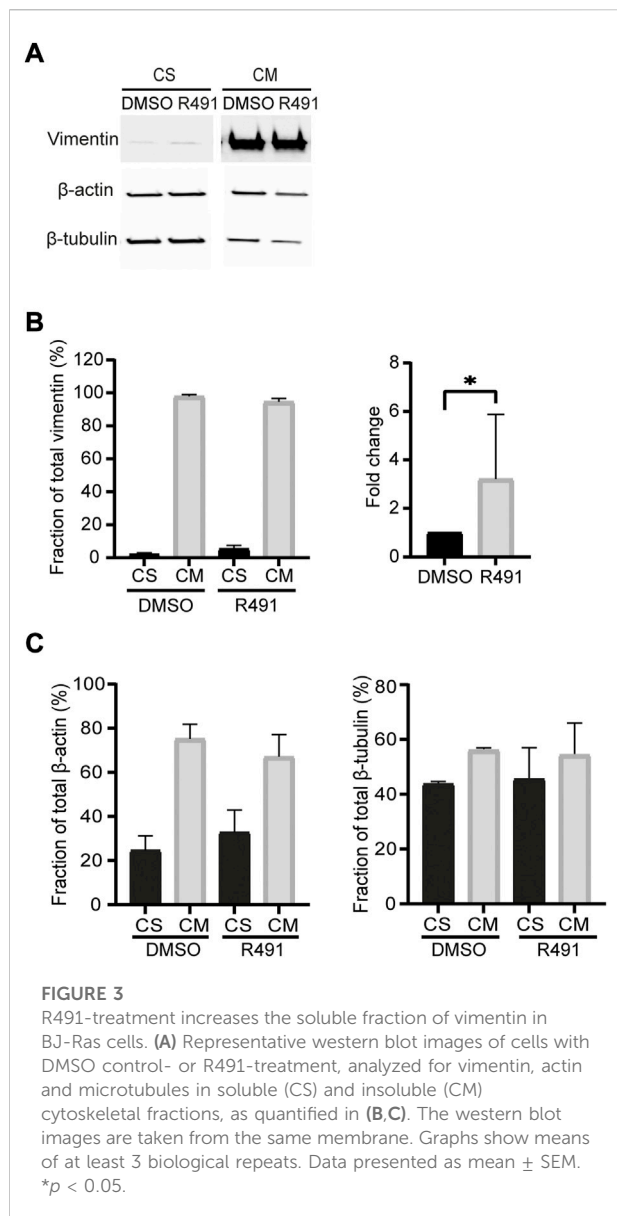 A
CS CM
DMSO R491 DMSO R491
Vimentin
β-actin
β-tubulin
B
Fraction of total vimentin (%)
120
100
80
60
40
20
0
CS CM CS CM
DMSO R491
Fold change
8
6
4
2
0
*
DMSO R491
C
Fraction of total β-actin (%)
100
80
60
40
20
0
CS CM CS CM
DMSO R491
Fraction of total β-tubulin (%)
80
60
40
20
0
CS CM CS CM
DMSO R491
FIGURE 3
R491-treatment increases the soluble fraction of vimentin in
BJ-Ras cells. (A) Representative western blot images of cells with
DMSO control- or R491-treatment, analyzed for vimentin, actin
and microtubules in soluble (CS) and insoluble (CM)
cytoskeletal fractions, as quantified in (B,C). The western blot
images are taken from the same membrane. Graphs show means
of at least 3 biological repeats. Data presented as mean ± SEM.
*p < 0.05.